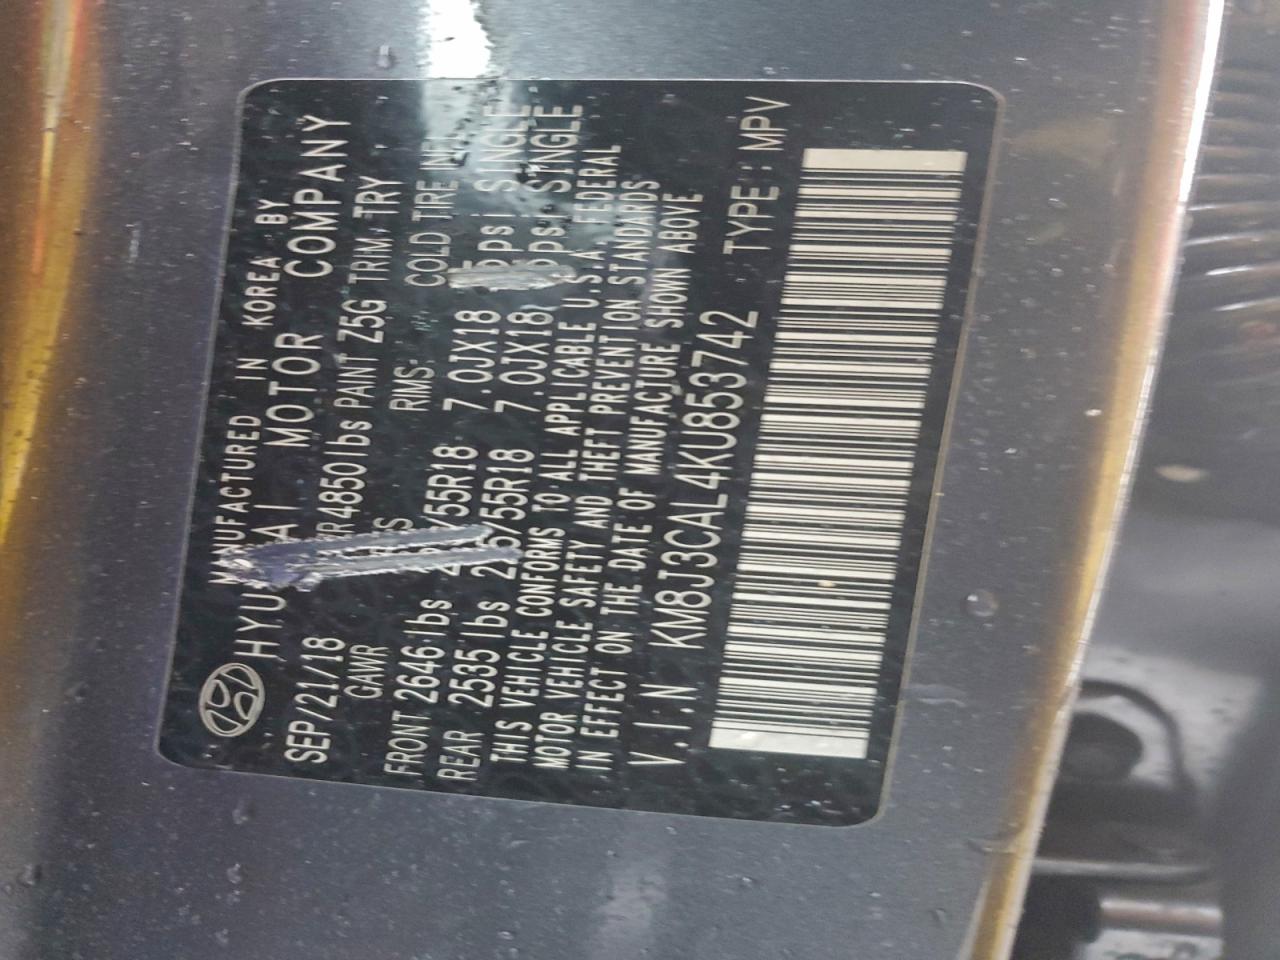 MANUFACTURED IN KOREA BY
MOTOR COMPANY
SEP/21/18 4850lbs PAINT Z5G TRIM TRY
GAWR RIMS COLD TIRE INFL
FRONT 2646 lbs /55R18 7.0JX18 psi SINGLE
REAR 2535 lbs /55R18 7.0JX18 psi SINGLE
THIS VEHICLE CONFORMS TO ALL APPLICABLE U.S.A FEDERAL
MOTOR VEHICLE SAFETY AND THEFT PREVENTION STANDARDS
IN EFFECT ON THE DATE OF MANUFACTURE SHOWN ABOVE
V.I.N KM8J3CAL4KU853742 TYPE : MPV